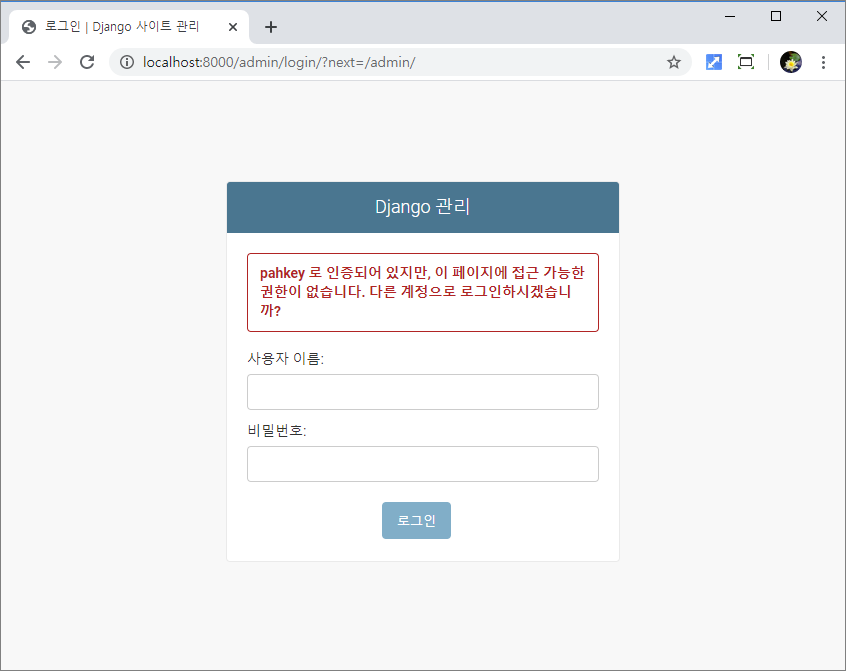 로그인 | Django 사이트 관리
localhost:8000/admin/login/?next=/admin/
Django 관리
pahkey 로 인증되어 있지만, 이 페이지에 접근 가능한
권한이 없습니다. 다른 계정으로 로그인하시겠습니
까?
사용자 이름:
비밀번호:
로그인